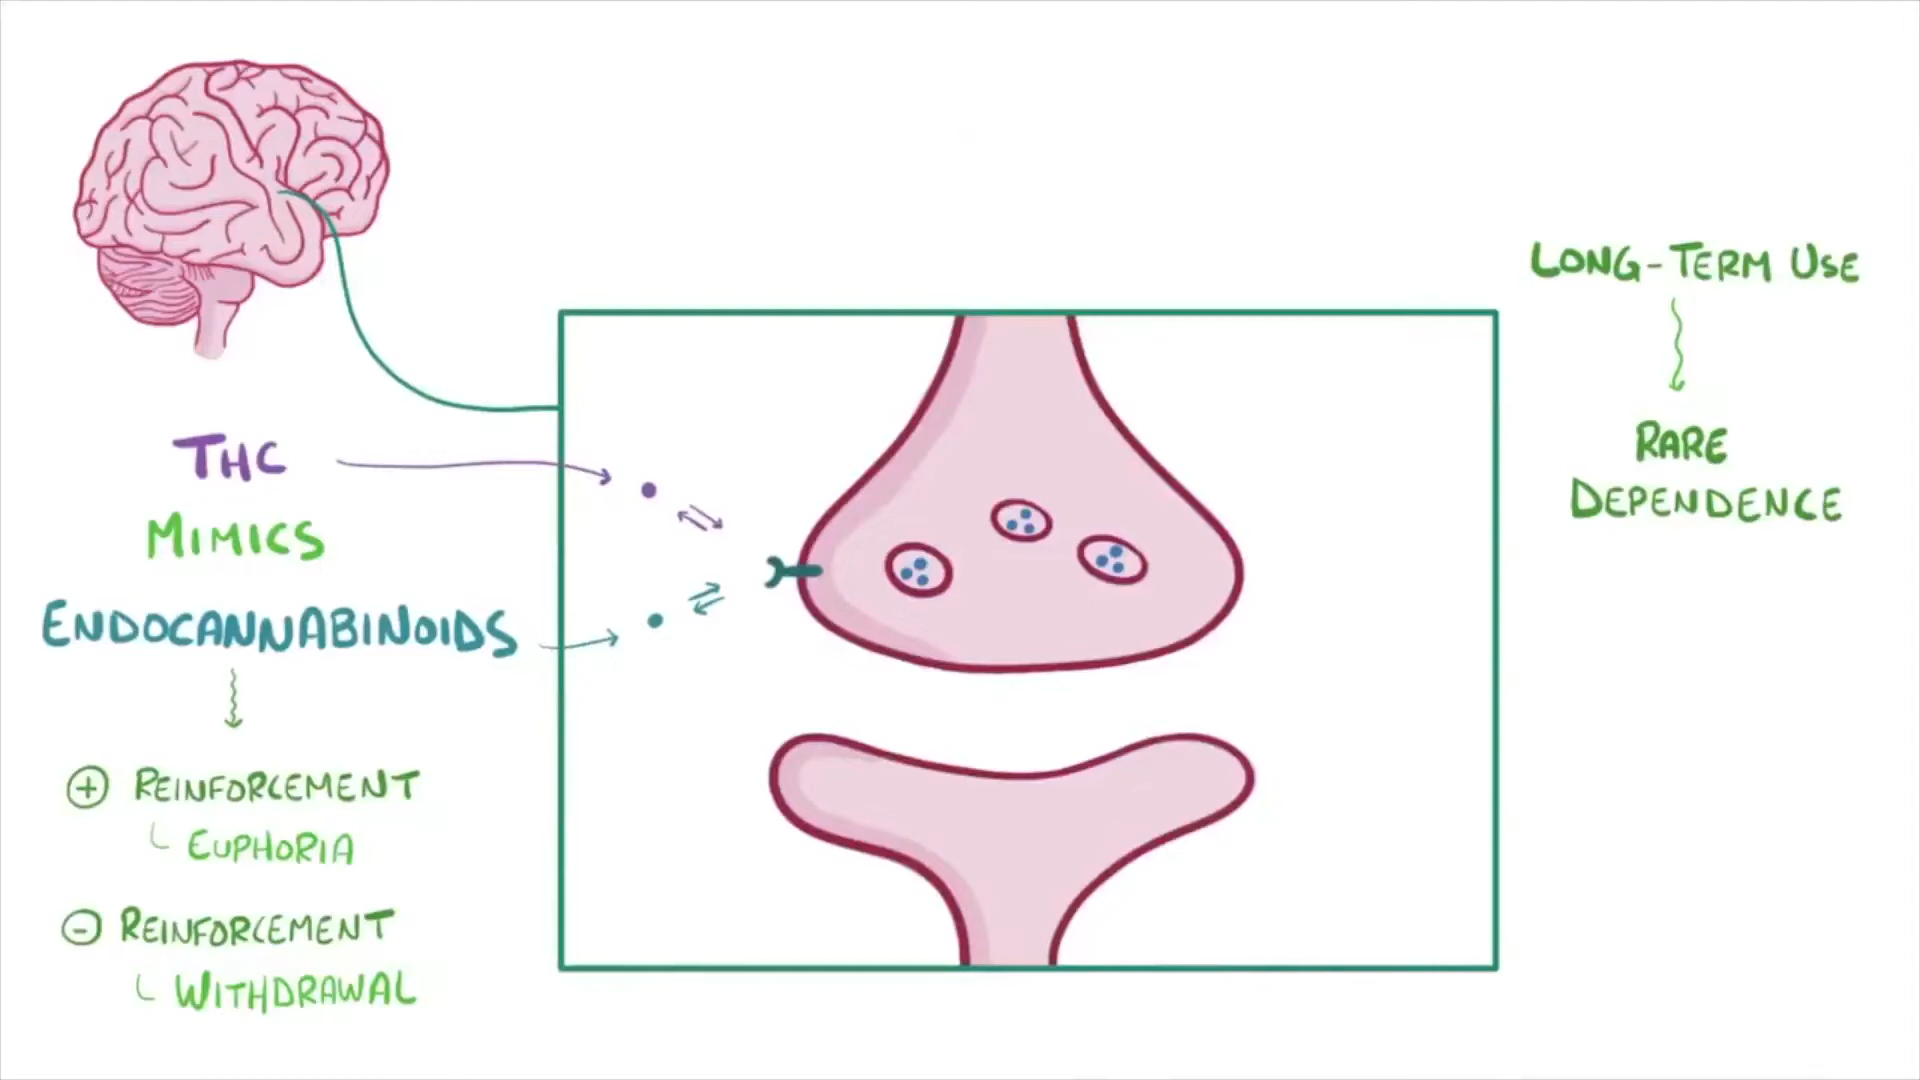 THC
MIMICS
ENDOCANNABINOIDS
+ REINFORCEMENT
EUPHORIA
- REINFORCEMENT
WITHDRAWAL
LONG-TERM USE
RARE
DEPENDENCE